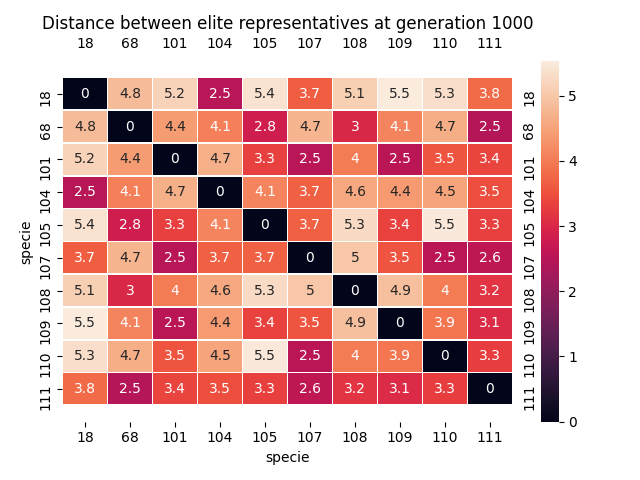 Distance between elite representatives at generation 1000
18 68 101 104 105 107 108 109 110 111
18 0 4.8 5.2 2.5 5.4 3.7 5.1 5.5 5.3 3.8 18
68 4.8 0 4.4 4.1 2.8 4.7 3 4.1 4.7 2.5 68
101 5.2 4.4 0 4.7 3.3 2.5 4 2.5 3.5 3.4 101
104 2.5 4.1 4.7 0 4.1 3.7 4.6 4.4 4.5 3.5 104
105 5.4 2.8 3.3 4.1 0 3.7 5.3 3.4 5.5 3.3 105
107 3.7 4.7 2.5 3.7 3.7 0 5 3.5 2.5 2.6 107
108 5.1 3 4 4.6 5.3 5 0 4.9 4 3.2 108
109 5.5 4.1 2.5 4.4 3.4 3.5 4.9 0 3.9 3.1 109
110 5.3 4.7 3.5 4.5 5.5 2.5 4 3.9 0 3.3 110
111 3.8 2.5 3.4 3.5 3.3 2.6 3.2 3.1 3.3 0 111
18 68 101 104 105 107 108 109 110 111
specie
specie
5
4
3
2
1
0